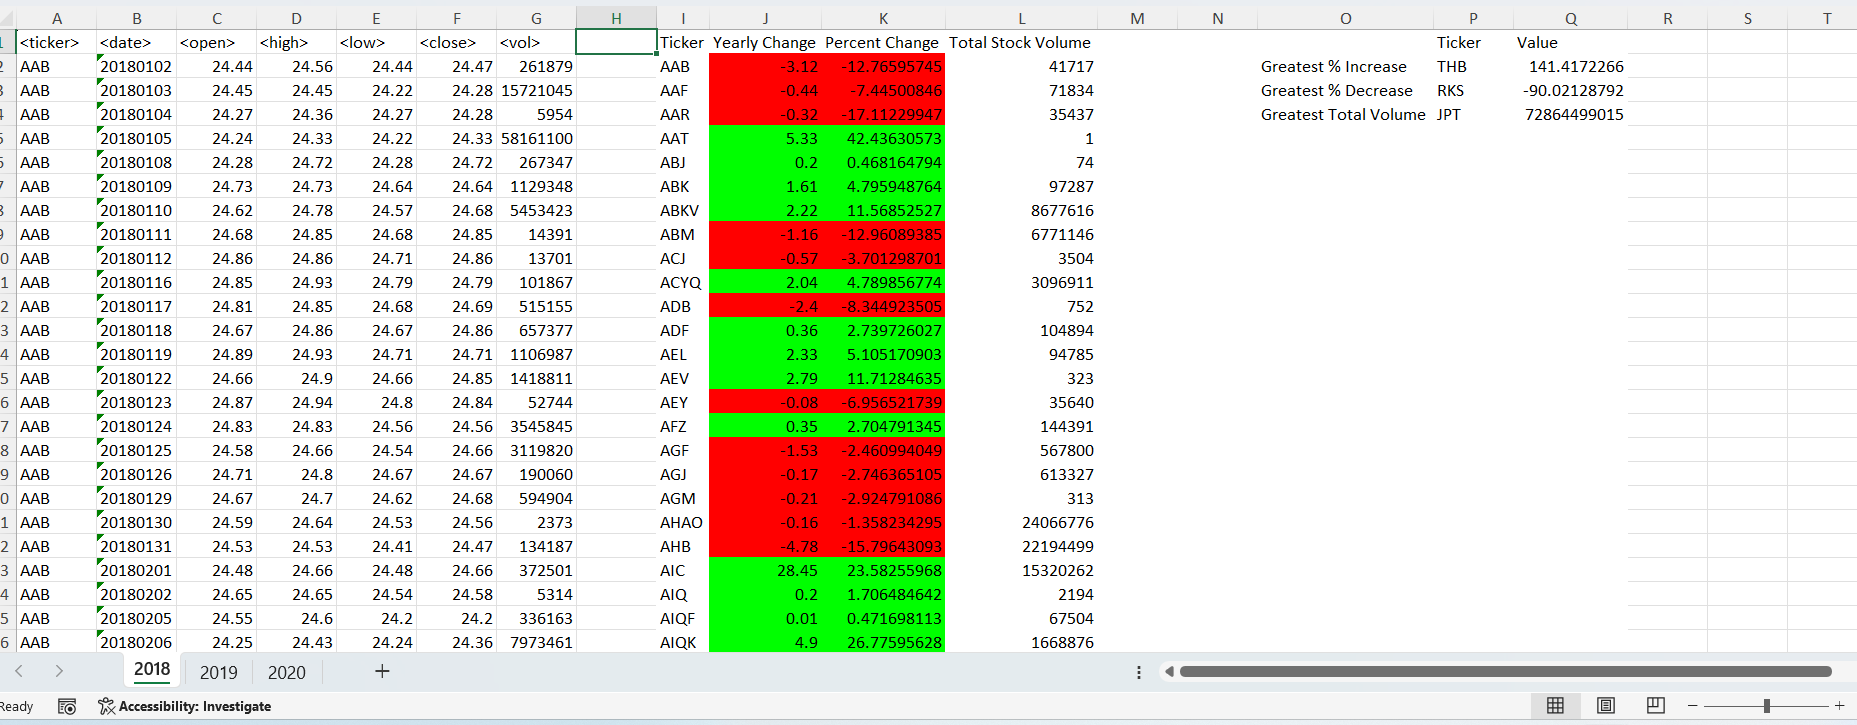 A B C D E F G H I J K L M N O P Q R S T
1 <ticker> <date> <open> <high> <low> <close> <vol> Ticker Yearly Change Percent Change Total Stock Volume Ticker Value
2 AAB 20180102 24.44 24.56 24.44 24.47 261879 AAB -3.12 -12.76595745 41717 Greatest % Increase THB 141.4172266
3 AAB 20180103 24.45 24.45 24.22 24.28 15721045 AAF -0.44 -7.44500846 71834 Greatest % Decrease RKS -90.02128792
4 AAB 20180104 24.27 24.36 24.27 24.28 5954 AAR -0.32 -17.11229947 35437 Greatest Total Volume JPT 72864499015
5 AAB 20180105 24.24 24.33 24.22 24.33 58161100 AAT 5.33 42.43630573 1
6 AAB 20180108 24.28 24.72 24.28 24.72 267347 ABJ 0.2 0.468164794 74
7 AAB 20180109 24.73 24.73 24.64 24.64 1129348 ABK 1.61 4.795948764 97287
8 AAB 20180110 24.62 24.78 24.57 24.68 5453423 ABKV 2.22 11.56852527 8677616
9 AAB 20180111 24.68 24.85 24.68 24.85 14391 ABM -1.16 -12.96089385 6771146
0 AAB 20180112 24.86 24.86 24.71 24.86 13701 ACJ -0.57 -3.701298701 3504
1 AAB 20180116 24.85 24.93 24.79 24.79 101867 ACYQ 2.04 4.789856774 3096911
2 AAB 20180117 24.81 24.85 24.68 24.69 515155 ADB -2.4 -8.344923505 752
3 AAB 20180118 24.67 24.86 24.67 24.86 657377 ADF 0.36 2.739726027 104894
4 AAB 20180119 24.89 24.93 24.71 24.71 1106987 AEL 2.33 5.105170903 94785
5 AAB 20180122 24.66 24.9 24.66 24.85 1418811 AEV 2.79 11.71284635 323
6 AAB 20180123 24.87 24.94 24.8 24.84 52744 AEY -0.08 -6.956521739 35640
7 AAB 20180124 24.83 24.83 24.56 24.56 3545845 AFZ 0.35 2.704791345 144391
8 AAB 20180125 24.58 24.66 24.54 24.66 3119820 AGF -1.53 -2.460994049 567800
9 AAB 20180126 24.71 24.8 24.67 24.67 190060 AGJ -0.17 -2.746365105 613327
0 AAB 20180129 24.67 24.7 24.62 24.68 594904 AGM -0.21 -2.924791086 313
1 AAB 20180130 24.59 24.64 24.53 24.56 2373 AHAO -0.16 -1.358234295 24066776
2 AAB 20180131 24.53 24.53 24.41 24.47 134187 AHB -4.78 -15.79643093 22194499
3 AAB 20180201 24.48 24.66 24.48 24.66 372501 AIC 28.45 23.58255968 15320262
4 AAB 20180202 24.65 24.65 24.54 24.58 5314 AIQ 0.2 1.706484642 2194
5 AAB 20180205 24.55 24.6 24.2 24.2 336163 AIQF 0.01 0.471698113 67504
6 AAB 20180206 24.25 24.43 24.24 24.36 7973461 AIQK 4.9 26.77595628 1668876
2018 2019 2020
Ready Accessibility: Investigate